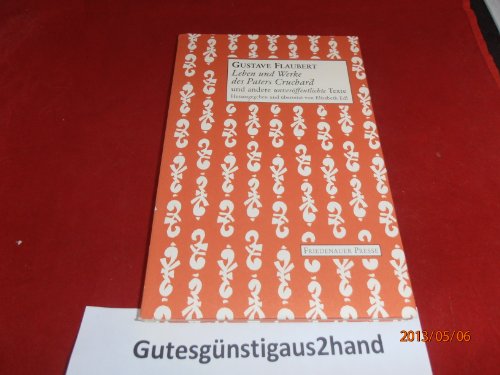 GUSTAVE FLAUBERT
Leben und Werke
des Paters Cruchard
und andere unveröffentlichte Texte
Herausgegeben und übersetzt von Elisabeth Edl
FRIEDENAUER PRESSE
2013/05/06
Gutesgünstigaus2hand